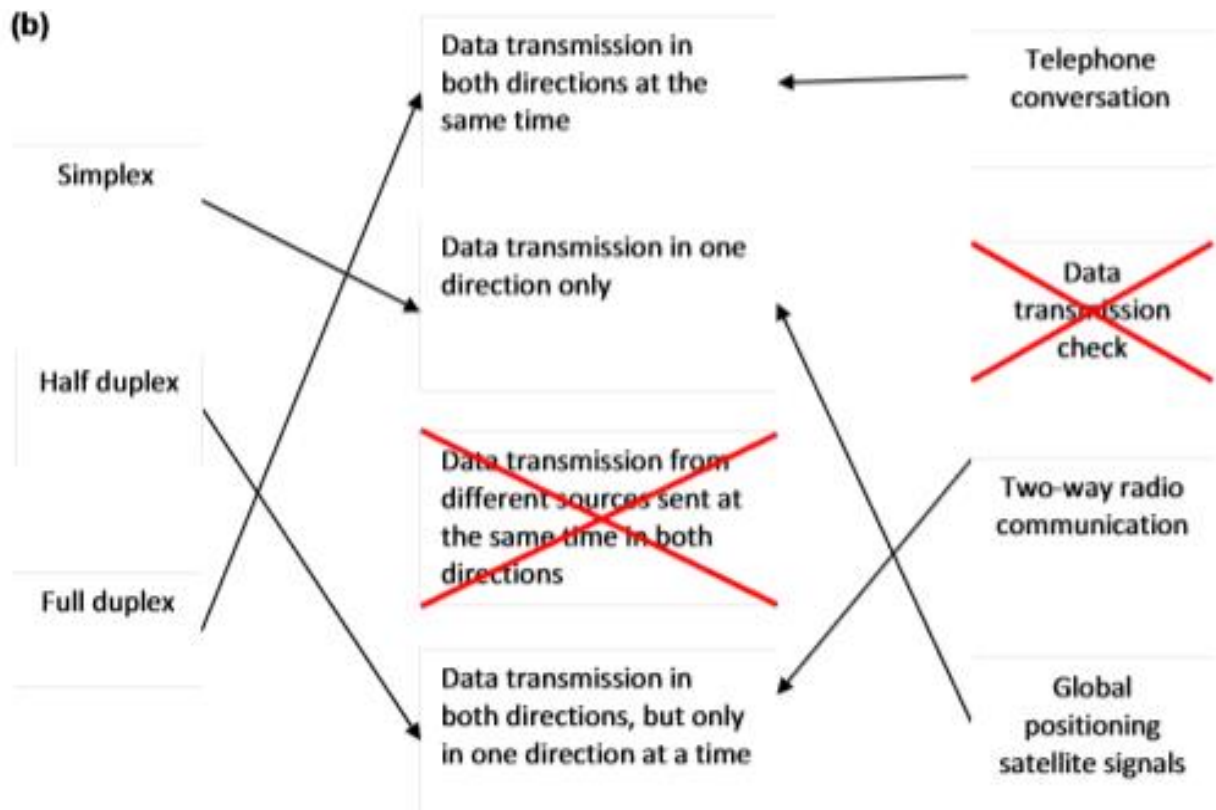 (b)
Data transmission in
both directions at the
same time
Telephone
conversation
Simplex
Data transmission in one
direction only
Data
transmission
check
Half duplex
Data transmission from
different sources sent at
the same time in both
directions
Two-way radio
communication
Full duplex
Data transmission in
both directions, but only
in one direction at a time
Global
positioning
satellite signals